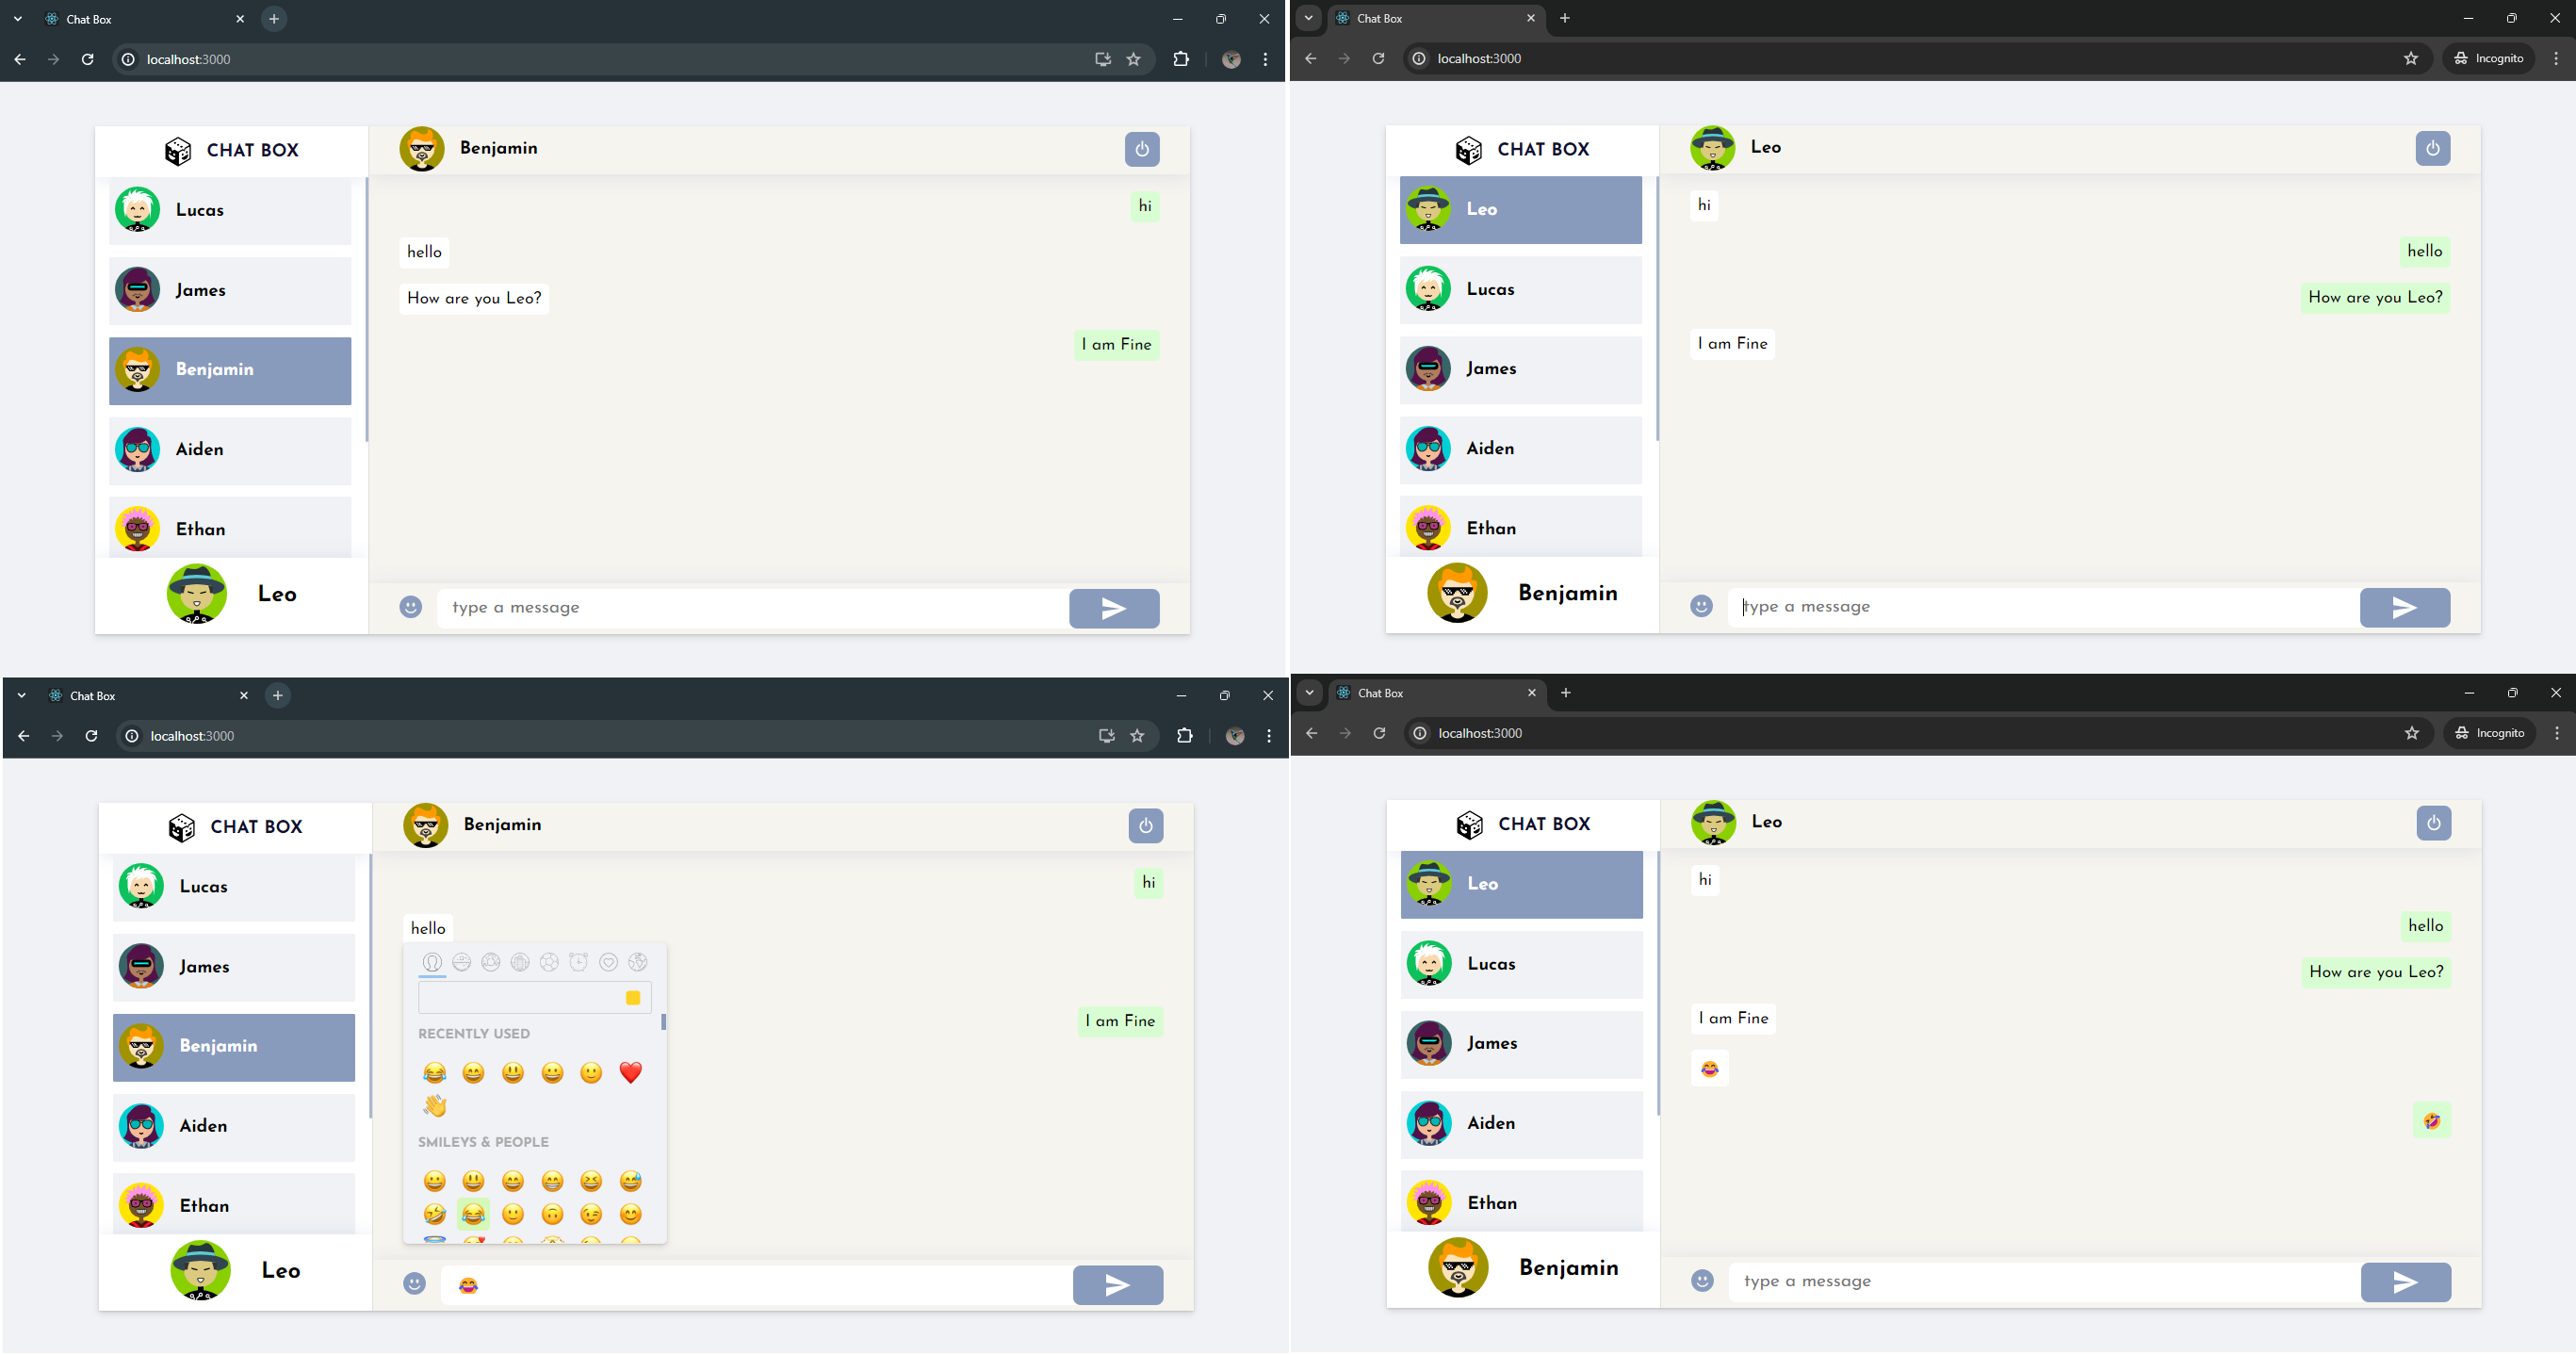 Chat Box
localhost:3000
CHAT BOX
Benjamin
Lucas
James
Benjamin
Aiden
Ethan
Leo
hi
hello
How are you Leo?
I am Fine
type a message
Chat Box
localhost:3000
Incognito
CHAT BOX
Leo
Leo
Lucas
James
Aiden
Ethan
Benjamin
hi
hello
How are you Leo?
I am Fine
type a message
Chat Box
localhost:3000
CHAT BOX
Benjamin
Lucas
James
Benjamin
Aiden
Ethan
Leo
hi
hello
I am Fine
RECENTLY USED
😂 😄 😃 😀 🙂 ❤️
👋
SMILEYS & PEOPLE
😀 😃 😄 😁 😆 😅
🤣 😂 🙂 🙃 😉 😊
😂
Chat Box
localhost:3000
Incognito
CHAT BOX
Leo
Leo
Lucas
James
Aiden
Ethan
Benjamin
hi
hello
How are you Leo?
I am Fine
😂
🤣
type a message